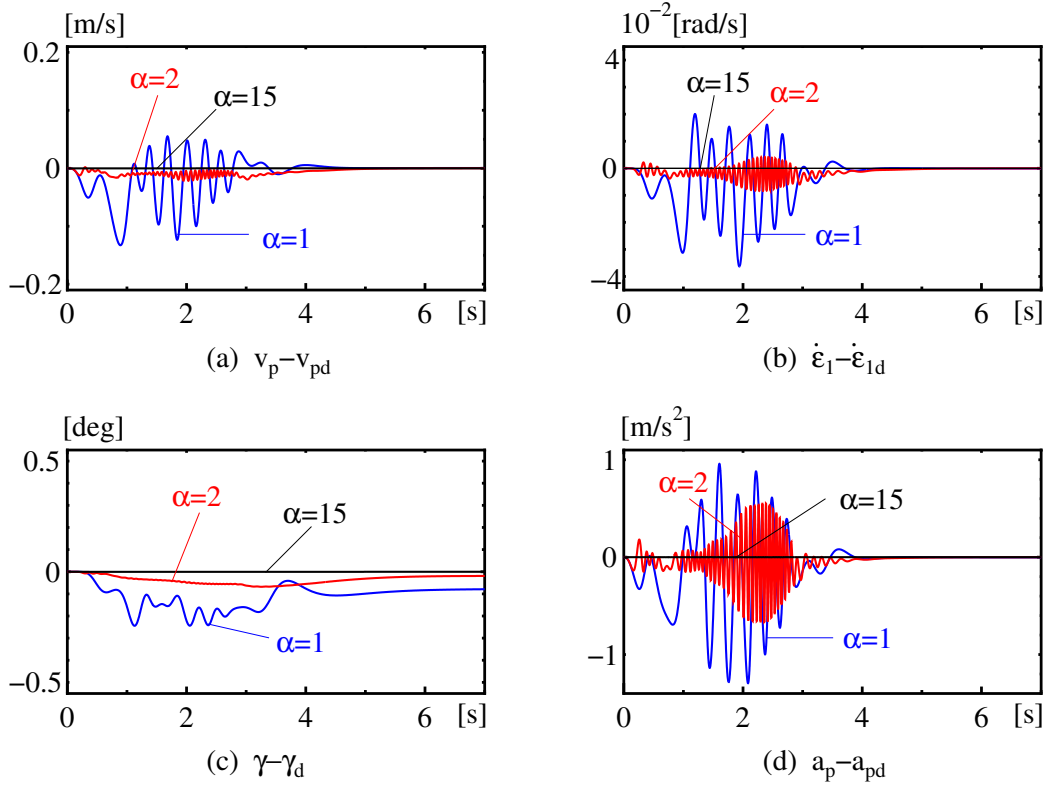 [m/s]
0.2
α=2
α=15
0
α=1
−0.2
0 2 4 6 [s]
(a) v_p−v_pd
10^−2[rad/s]
4
α=15
α=2
0
α=1
−4
0 2 4 6 [s]
(b) ε̇_1−ε̇_1d
[deg]
0.5
α=2
α=15
0
α=1
−0.5
0 2 4 6 [s]
(c) γ−γ_d
[m/s^2]
1
α=2
α=15
0
α=1
−1
0 2 4 6 [s]
(d) a_p−a_pd